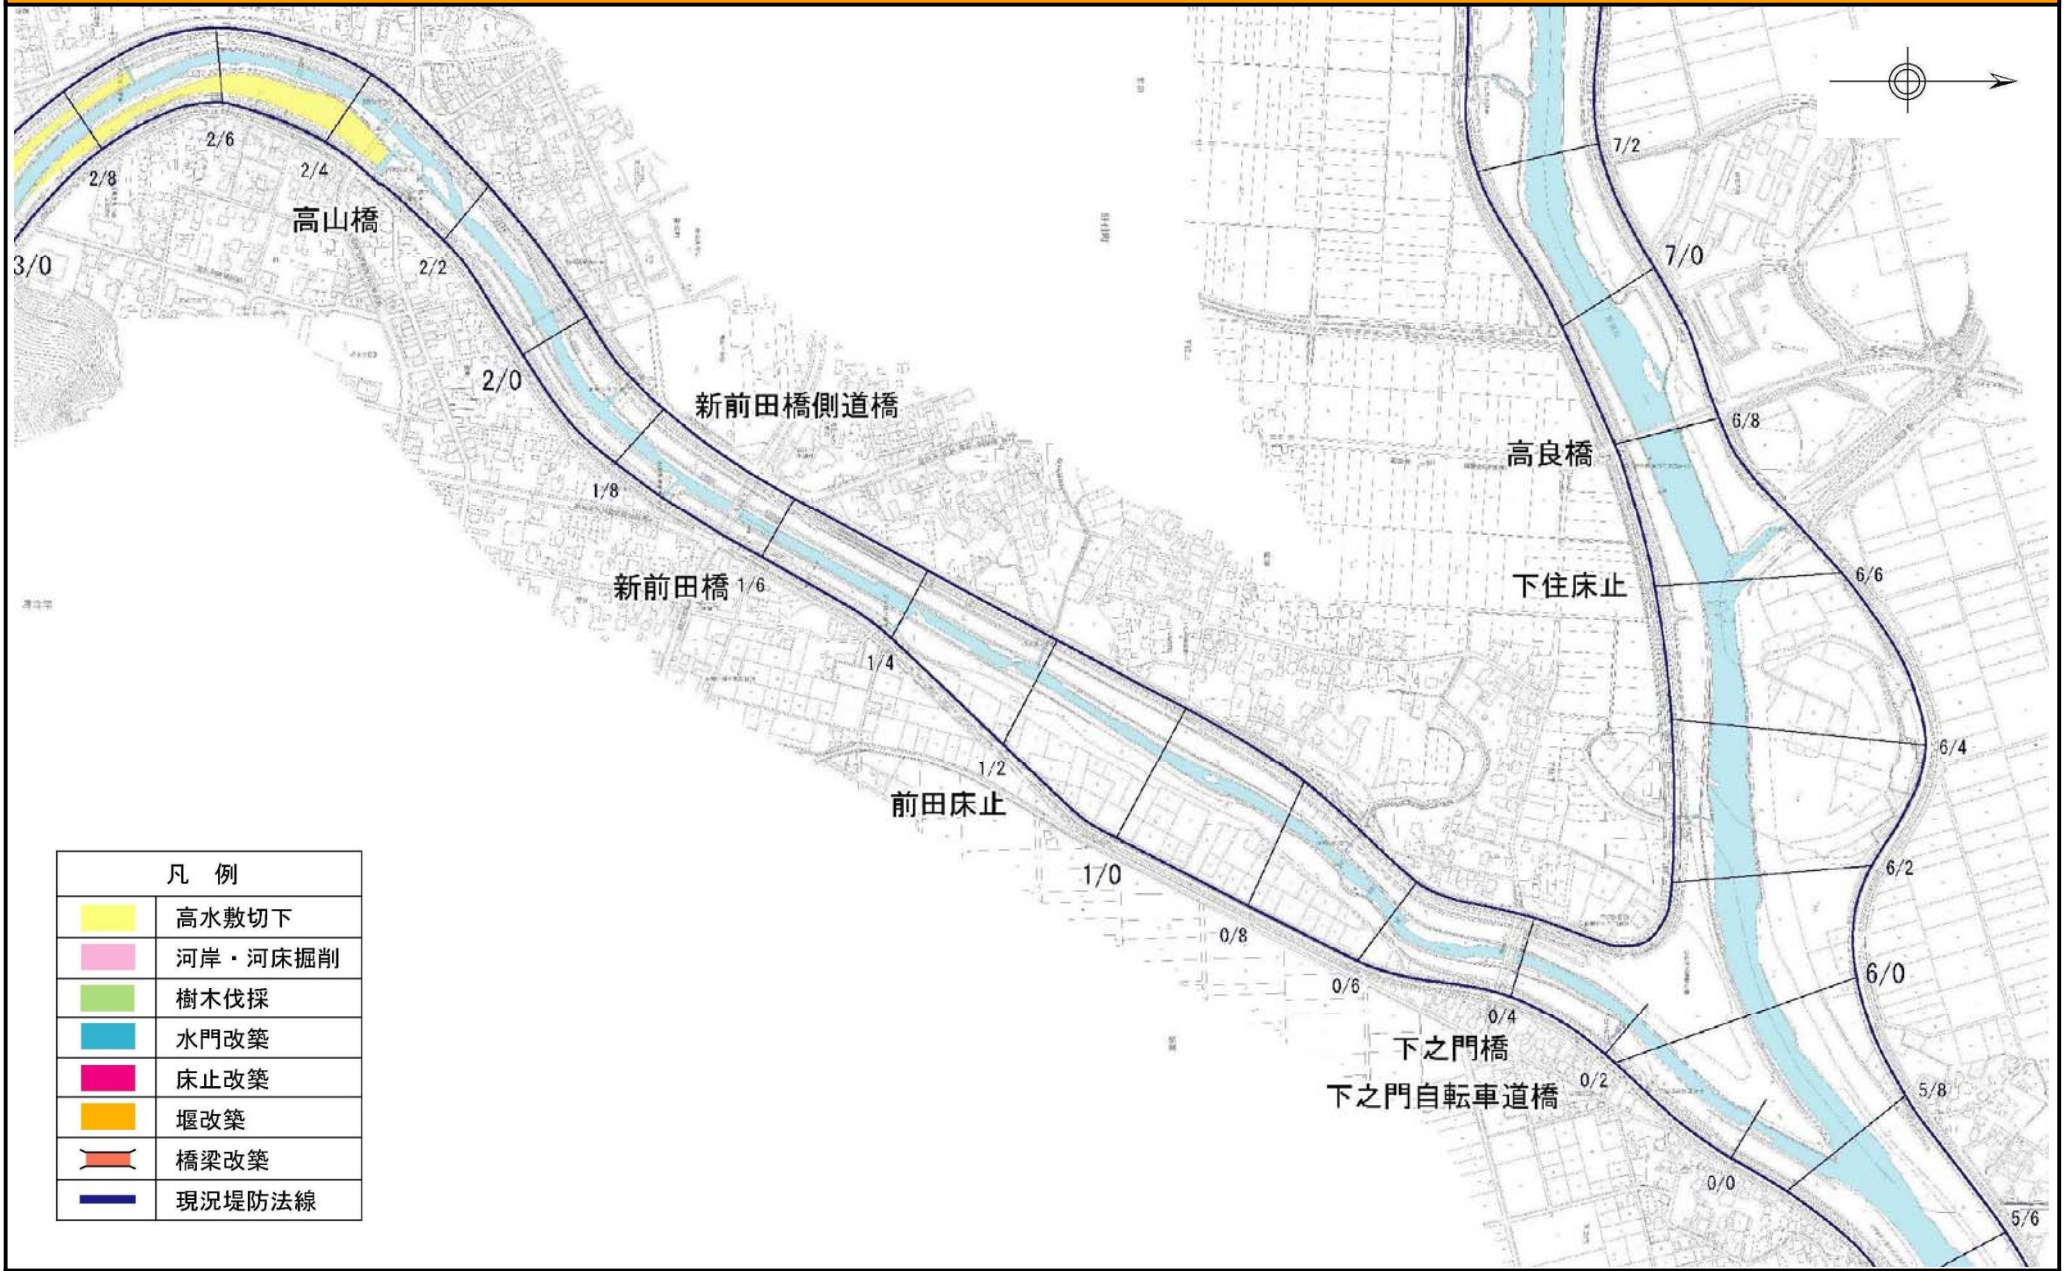 2/6
2/4
2/8
高山橋
3/0
2/2
2/0
新前田橋側道橋
1/8
新前田橋
1/6
1/4
1/2
前田床止
1/0
0/8
0/6
0/4
下之門橋
下之門自転車道橋
0/2
0/0
7/2
7/0
6/8
高良橋
6/6
下住床止
6/4
6/2
6/0
5/8
5/6
凡 例
高水敷切下
河岸・河床掘削
樹木伐採
水門改築
床止改築
堰改築
橋梁改築
現況堤防法線